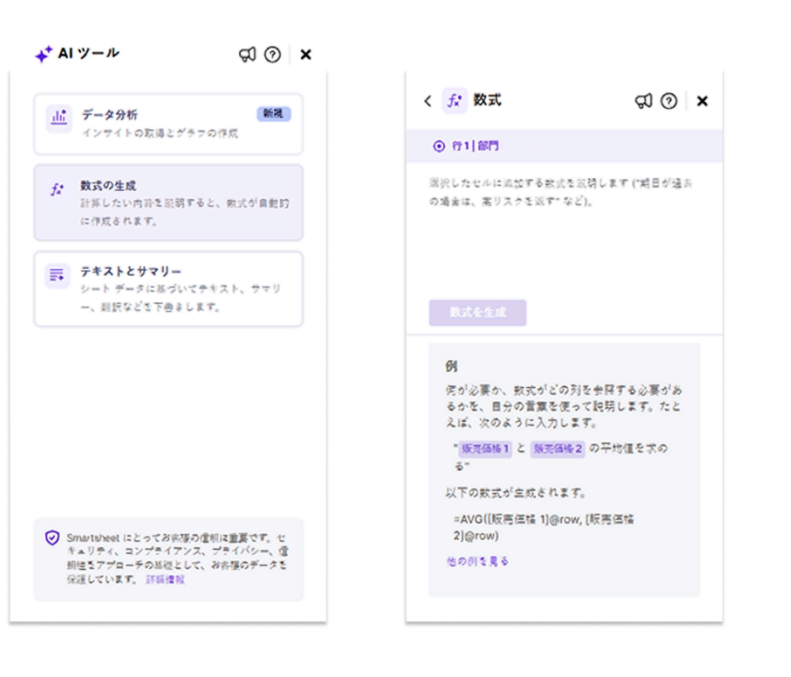 AI ツール
データ分析
新規
インサイトの取得とグラフの作成
数式の生成
計算したい内容を説明すると、数式が自動的
に作成されます。
テキストとサマリー
シート データに基づいてテキスト、サマリ
ー、翻訳などを下書きします。
Smartsheet にとってお客様の信頼は重要です。セ
キュリティ、コンプライアンス、プライバシー、信
頼性をアプローチの基礎として、お客様のデータを
保護しています。 詳細情報
数式
行 1 | 部門
選択したセルに追加する数式を説明します ("期日が過去
の場合は、高リスクを返す" など)。
数式を生成
例
何が必要か、数式がどの列を参照する必要があ
るかを、自分の言葉を使って説明します。たと
えば、次のように入力します。
"販売価格 1 と 販売価格 2 の平均値を求め
る"
以下の数式が生成されます。
=AVG([販売価格 1]@row, [販売価格
2]@row)
他の例を見る